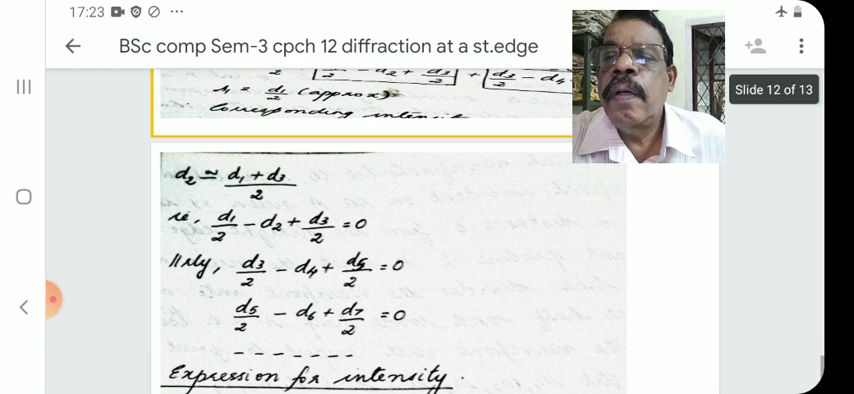 17:23
BSc comp Sem-3 cpch 12 diffraction at a st.edge
Slide 12 of 13
= d1/2 (approx)
Corresponding
d2 ≃ (d1 + d3)/2
ie, d1/2 - d2 + d3/2 = 0
llrly, d3/2 - d4 + d5/2 = 0
d5/2 - d6 + d7/2 = 0
- - - - - - -
Expression for intensity.